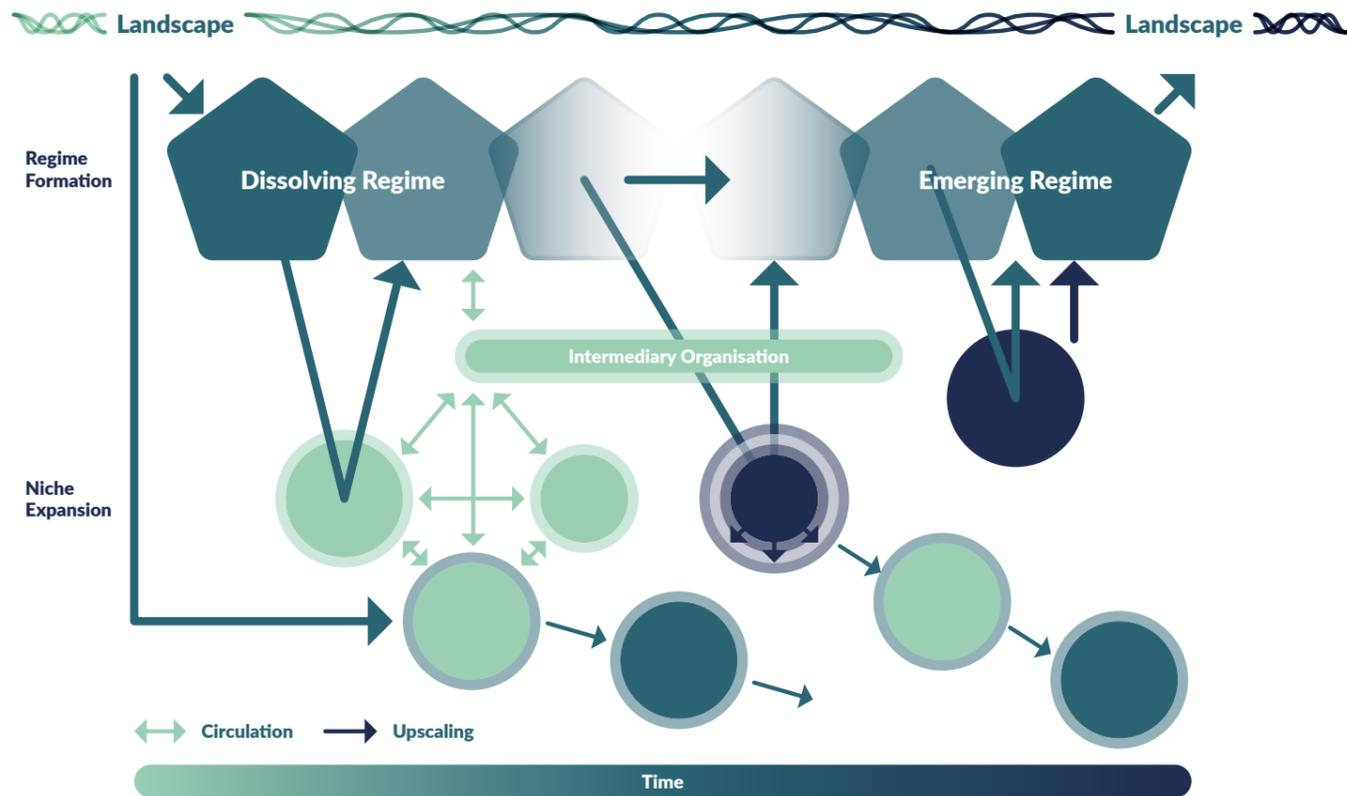 Landscape
Landscape
Regime
Formation
Dissolving Regime
Emerging Regime
Intermediary Organisation
Niche
Expansion
Circulation
Upscaling
Time